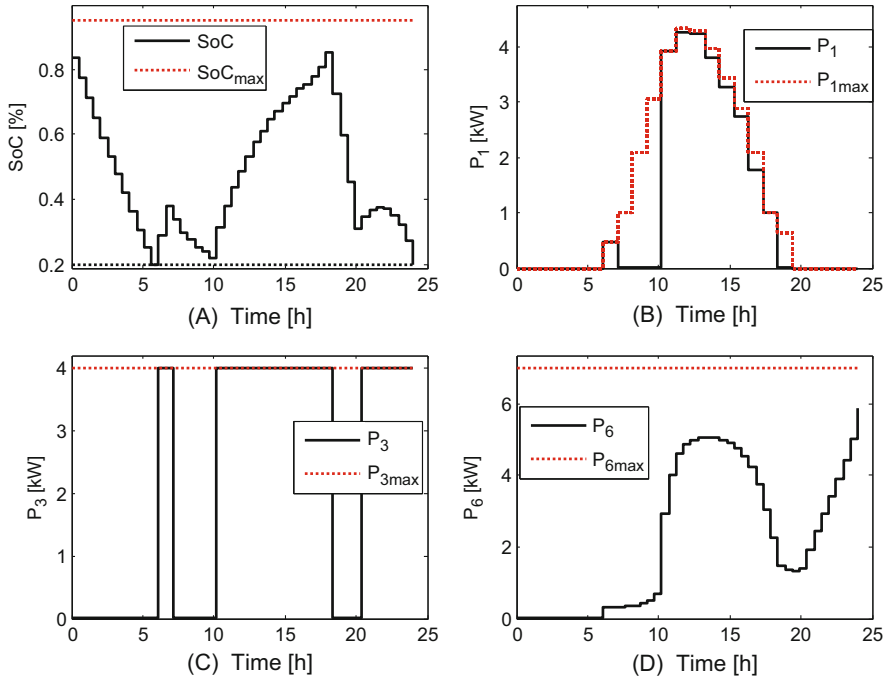 SoC [%]
0.8
0.6
0.4
0.2
SoC
SoC_max
0 5 10 15 20 25
(A) Time [h]
P_1 [kW]
4
3
2
1
0
P_1
P_1max
0 5 10 15 20 25
(B) Time [h]
P_3 [kW]
4
3
2
1
0
P_3
P_3max
0 5 10 15 20 25
(C) Time [h]
P_6 [kW]
6
4
2
0
P_6
P_6max
0 5 10 15 20 25
(D) Time [h]